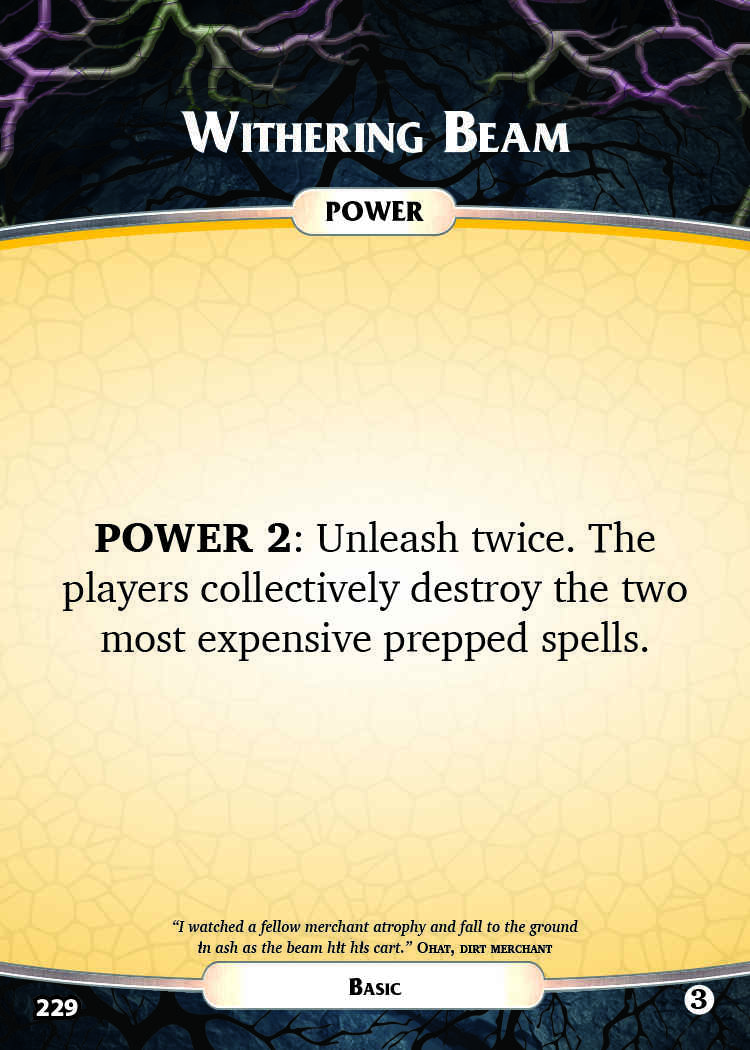 WITHERING BEAM
POWER
POWER 2: Unleash twice. The
players collectively destroy the two
most expensive prepped spells.
“I watched a fellow merchant atrophy and fall to the ground
in ash as the beam hit his cart.” OHAT, DIRT MERCHANT
BASIC
229
3